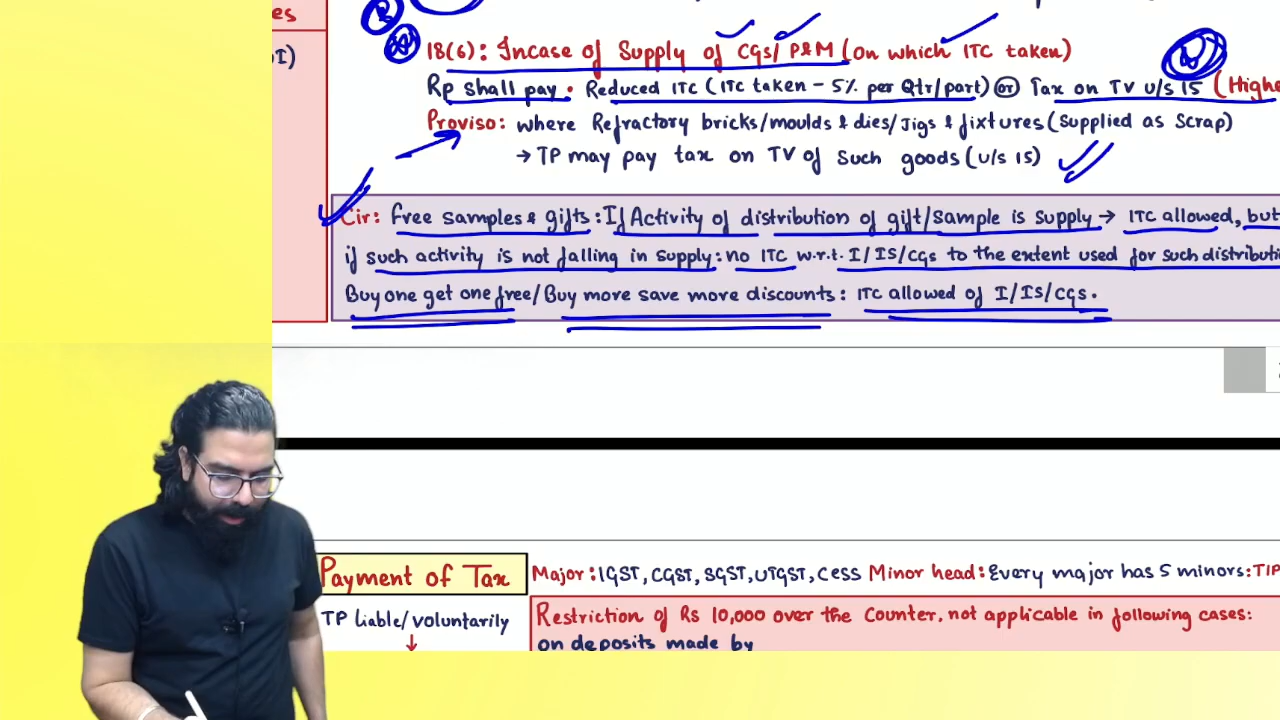 es
18(6): Incase of Supply of CGs/ P&M (on which ITC taken)
I)
Rp shall pay • Reduced ITC (ITC taken - 5% per Qtr/part) or Tax on TV u/s 15 (Highe
Proviso: where Refractory bricks/moulds & dies/Jigs & fixtures (Supplied as Scrap)
→ TP may pay tax on TV of Such goods (u/s 15)
Cir: Free samples & gifts: If Activity of distribution of gift/sample is supply → ITC allowed, but
if such activity is not falling in supply: no ITC w.r.t. I/IS/CGs to the extent used for such distributi
Buy one get one free/Buy more save more discounts: ITC allowed of I/IS/CGS.
Payment of Tax
Major: IGST, CGST, SGST, UTGST, Cess Minor head: Every major has 5 minors: TIP
TP liable/voluntarily
↓
Restriction of Rs 10,000 over the Counter. not applicable in following cases:
on deposits made by